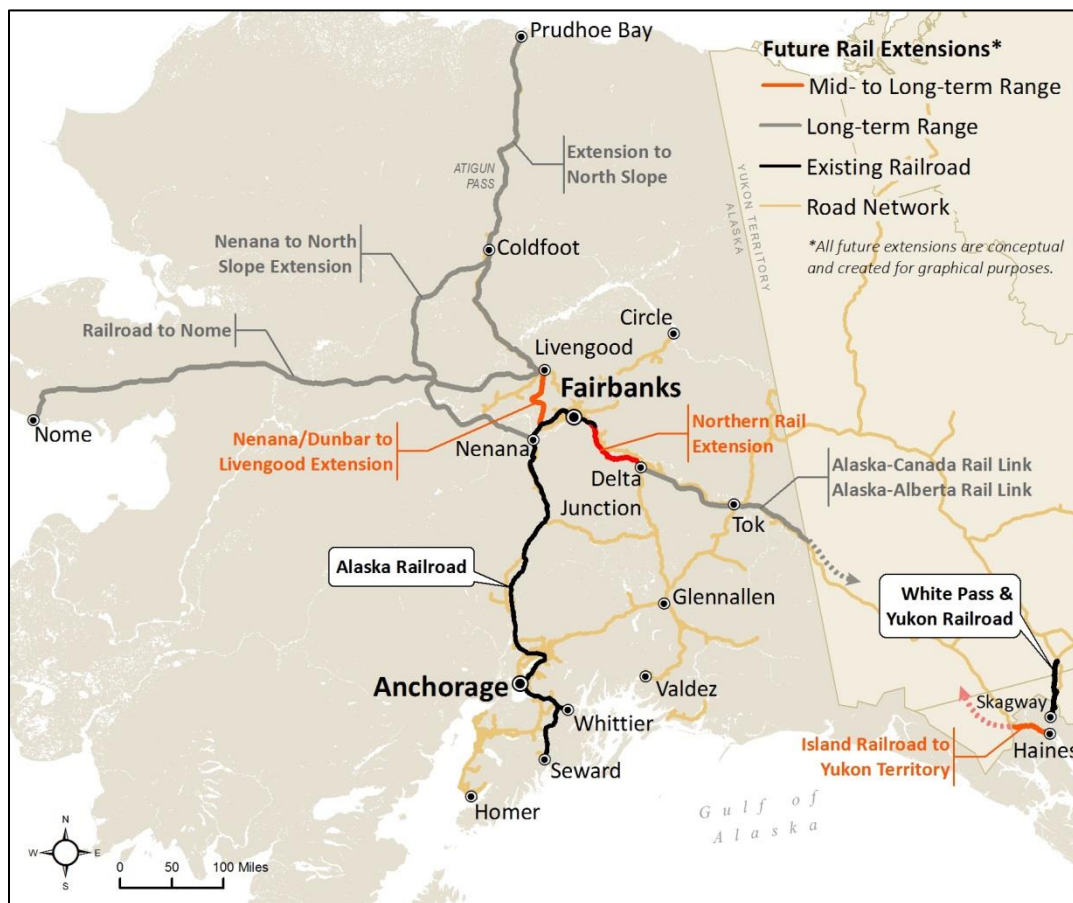 Prudhoe Bay
Future Rail Extensions*
Mid- to Long-term Range
Long-term Range
Existing Railroad
Road Network
*All future extensions are conceptual
and created for graphical purposes.
YUKON TERRITORY
ALASKA
Extension to
North Slope
ATIGUN
PASS
Nenana to North
Slope Extension
Coldfoot
Railroad to Nome
Circle
Livengood
Fairbanks
Nome
Nenana/Dunbar to
Livengood Extension
Nenana
Northern Rail
Extension
Delta
Junction
Alaska-Canada Rail Link
Alaska-Alberta Rail Link
Tok
Alaska Railroad
Glennallen
White Pass &
Yukon Railroad
Anchorage
Valdez
Whittier
Skagway
Haines
Island Railroad to
Yukon Territory
Seward
Homer
Gulf of
Alaska
N
W E
S
0 50 100 Miles